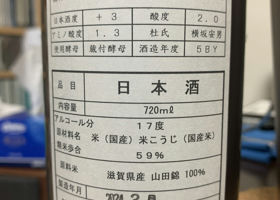 日本酒度 ＋3 酸度 2.0
アミノ酸度 1.3 杜氏 横坂安男
使用酵母 蔵付酵母 酒造年度 5BY
品目 日本酒
内容量 720mℓ
アルコール分 17度
原材料名 米（国産）米こうじ（国産米）
精米歩合 59%
原料米 滋賀県産 山田錦 100%
製造年月 2024.2月